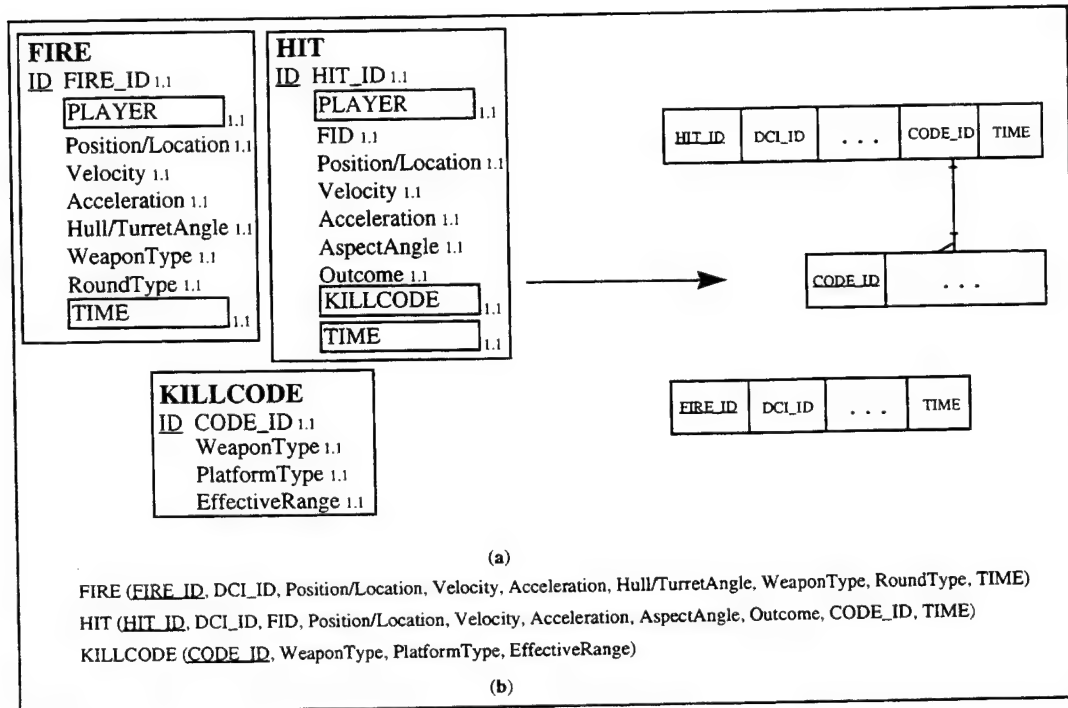 FIRE
ID FIRE_ID 1.1
PLAYER 1.1
Position/Location 1.1
Velocity 1.1
Acceleration 1.1
Hull/TurretAngle 1.1
WeaponType 1.1
RoundType 1.1
TIME 1.1
HIT
ID HIT_ID 1.1
PLAYER 1.1
FID 1.1
Position/Location 1.1
Velocity 1.1
Acceleration 1.1
AspectAngle 1.1
Outcome 1.1
KILLCODE 1.1
TIME 1.1
KILLCODE
ID CODE_ID 1.1
WeaponType 1.1
PlatformType 1.1
EffectiveRange 1.1
HIT_ID DCI_ID . . . CODE_ID TIME
CODE_ID . . .
FIRE_ID DCI_ID . . . TIME
(a)
FIRE (FIRE_ID, DCI_ID, Position/Location, Velocity, Acceleration, Hull/TurretAngle, WeaponType, RoundType, TIME)
HIT (HIT_ID, DCI_ID, FID, Position/Location, Velocity, Acceleration, AspectAngle, Outcome, CODE_ID, TIME)
KILLCODE (CODE_ID, WeaponType, PlatformType, EffectiveRange)
(b)